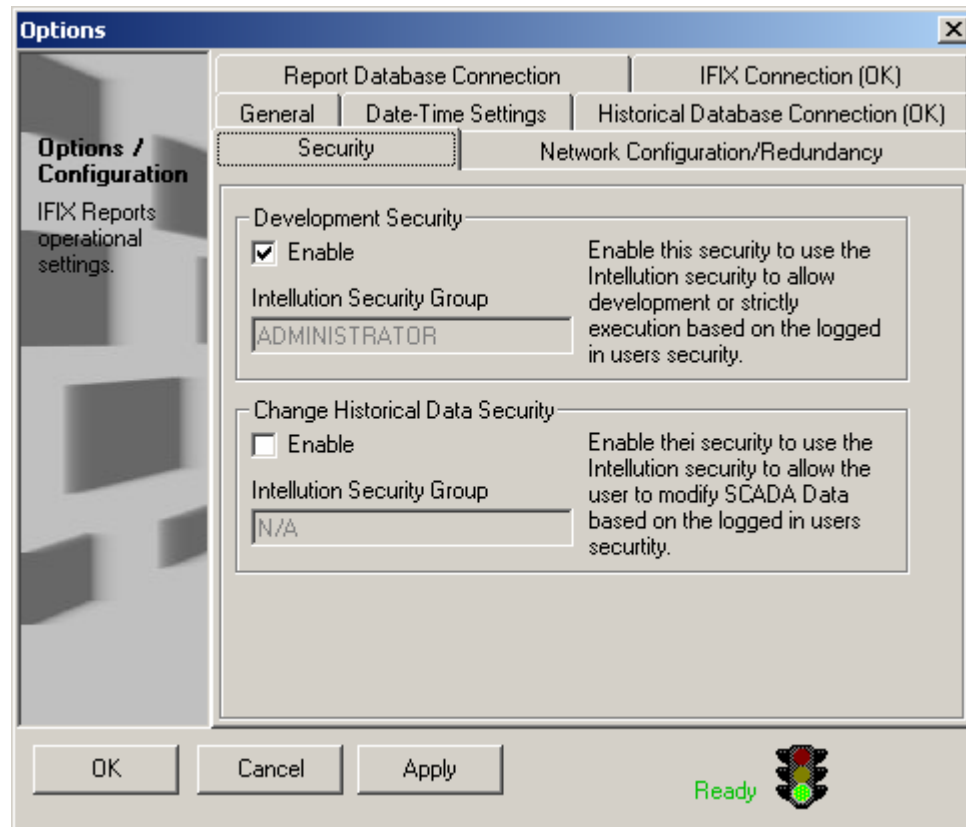 Options
Options /
Configuration
IFIX Reports
operational
settings.
Report Database Connection
IFIX Connection (OK)
General
Date-Time Settings
Historical Database Connection (OK)
Security
Network Configuration/Redundancy
Development Security
Enable
Intellution Security Group
ADMINISTRATOR
Enable this security to use the
Intellution security to allow
development or strictly
execution based on the logged
in users security.
Change Historical Data Security
Enable
Intellution Security Group
N/A
Enable thei security to use the
Intellution security to allow the
user to modify SCADA Data
based on the logged in users
securtity.
OK
Cancel
Apply
Ready